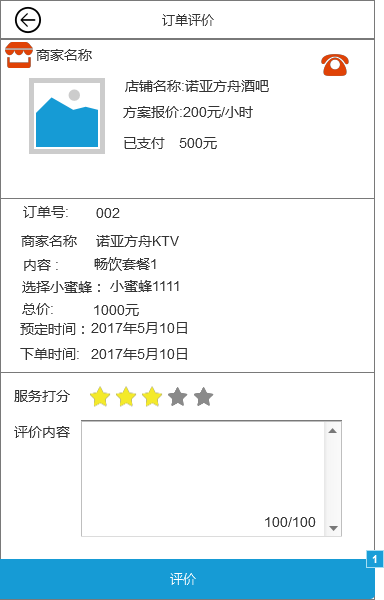 订单评价
商家名称
店铺名称:诺亚方舟酒吧
方案报价:200元/小时
已支付 500元
订单号: 002
商家名称 诺亚方舟KTV
内容 : 畅饮套餐1
选择小蜜蜂： 小蜜蜂1111
总价: 1000元
预定时间：2017年5月10日
下单时间: 2017年5月10日
服务打分
评价内容
100/100
1
评价